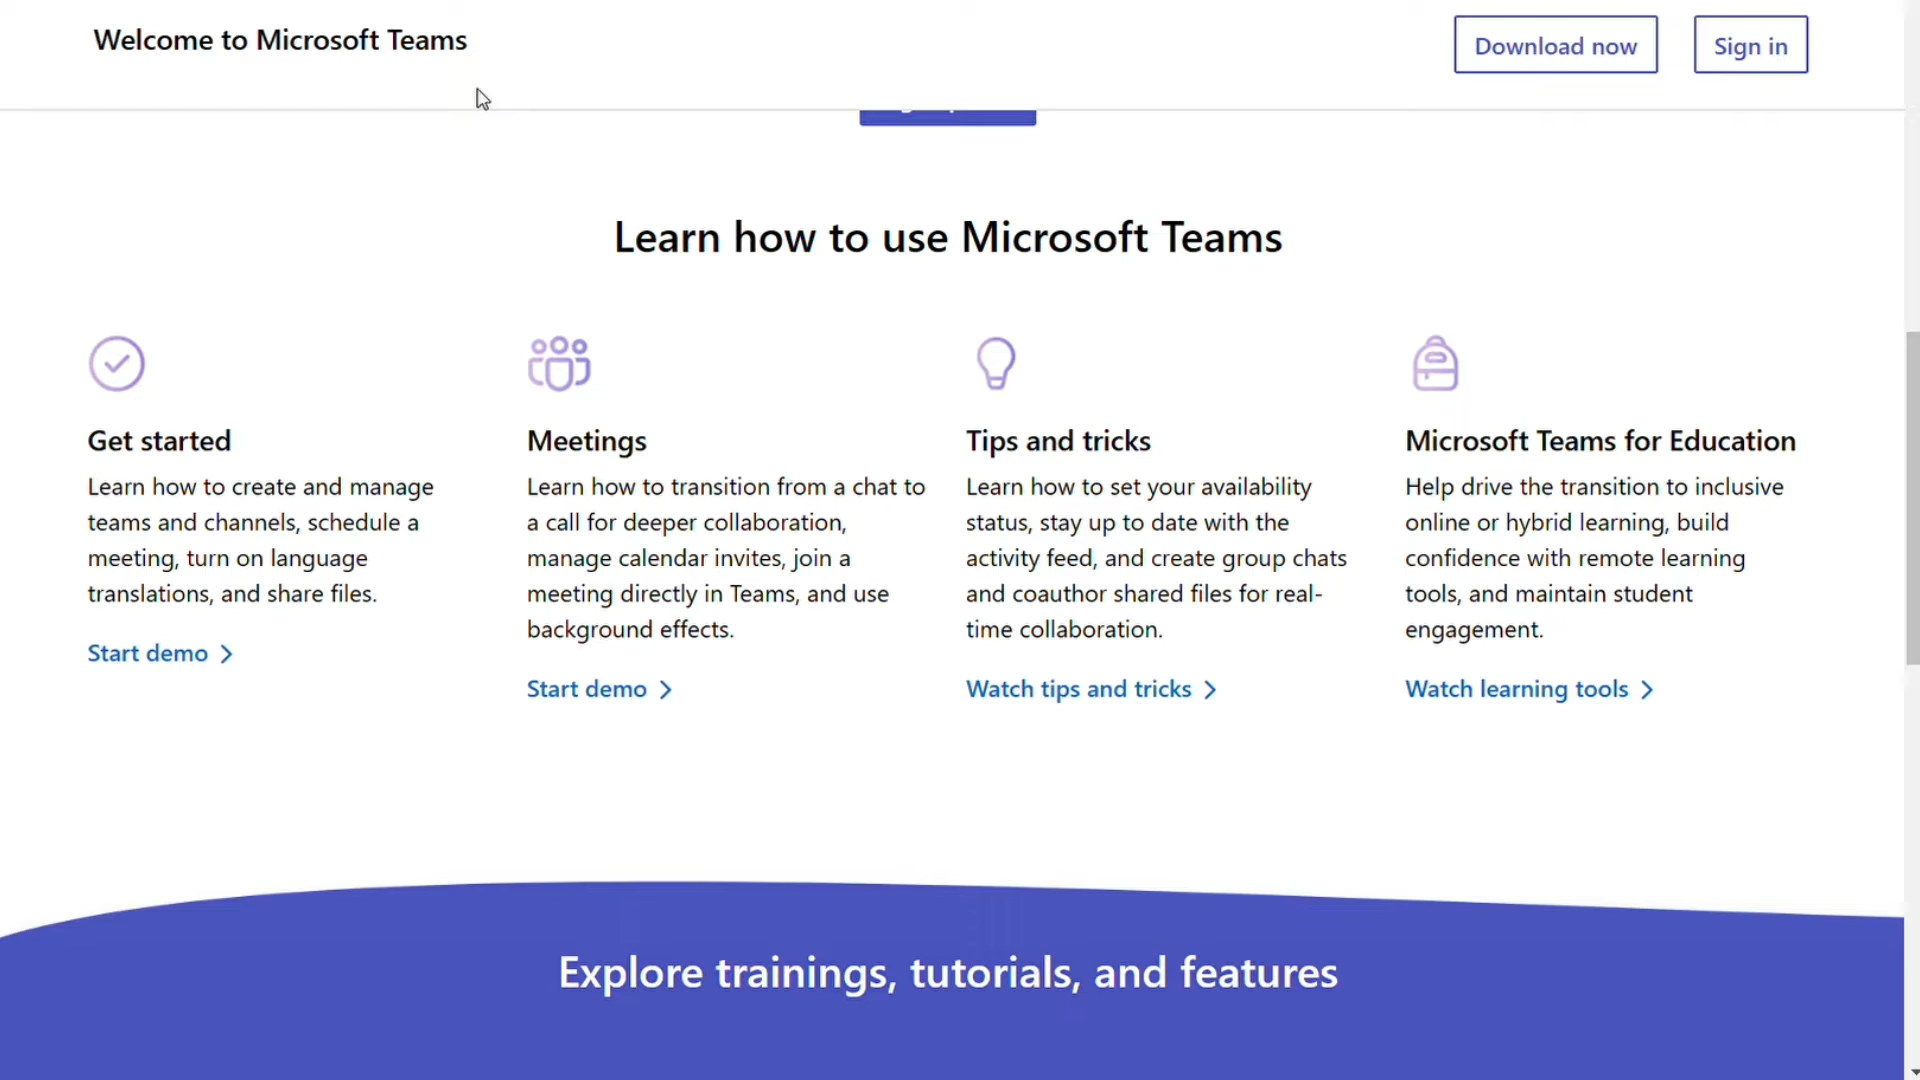 Welcome to Microsoft Teams
Download now
Sign in
Learn how to use Microsoft Teams
Get started
Learn how to create and manage
teams and channels, schedule a
meeting, turn on language
translations, and share files.
Start demo
Meetings
Learn how to transition from a chat to
a call for deeper collaboration,
manage calendar invites, join a
meeting directly in Teams, and use
background effects.
Start demo
Tips and tricks
Learn how to set your availability
status, stay up to date with the
activity feed, and create group chats
and coauthor shared files for real-
time collaboration.
Watch tips and tricks
Microsoft Teams for Education
Help drive the transition to inclusive
online or hybrid learning, build
confidence with remote learning
tools, and maintain student
engagement.
Watch learning tools
Explore trainings, tutorials, and features